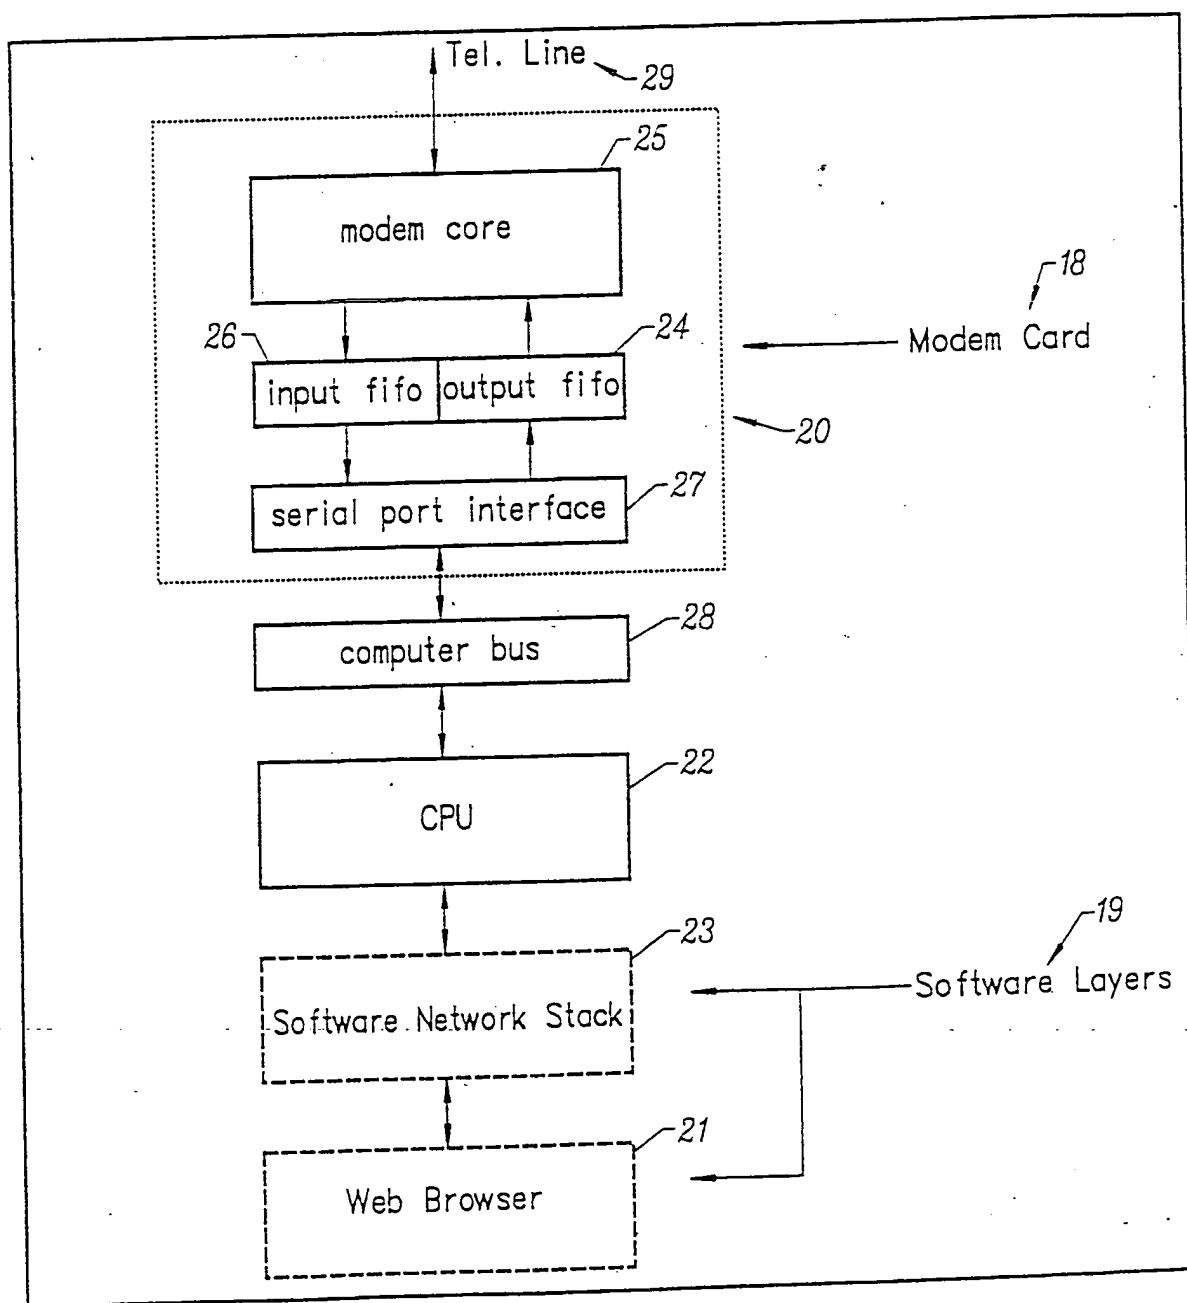 Tel. Line
29
25
modem core
18
26
24
Modem Card
input fifo
output fifo
20
27
serial port interface
28
computer bus
22
CPU
19
23
Software Layers
Software Network Stack
21
Web Browser